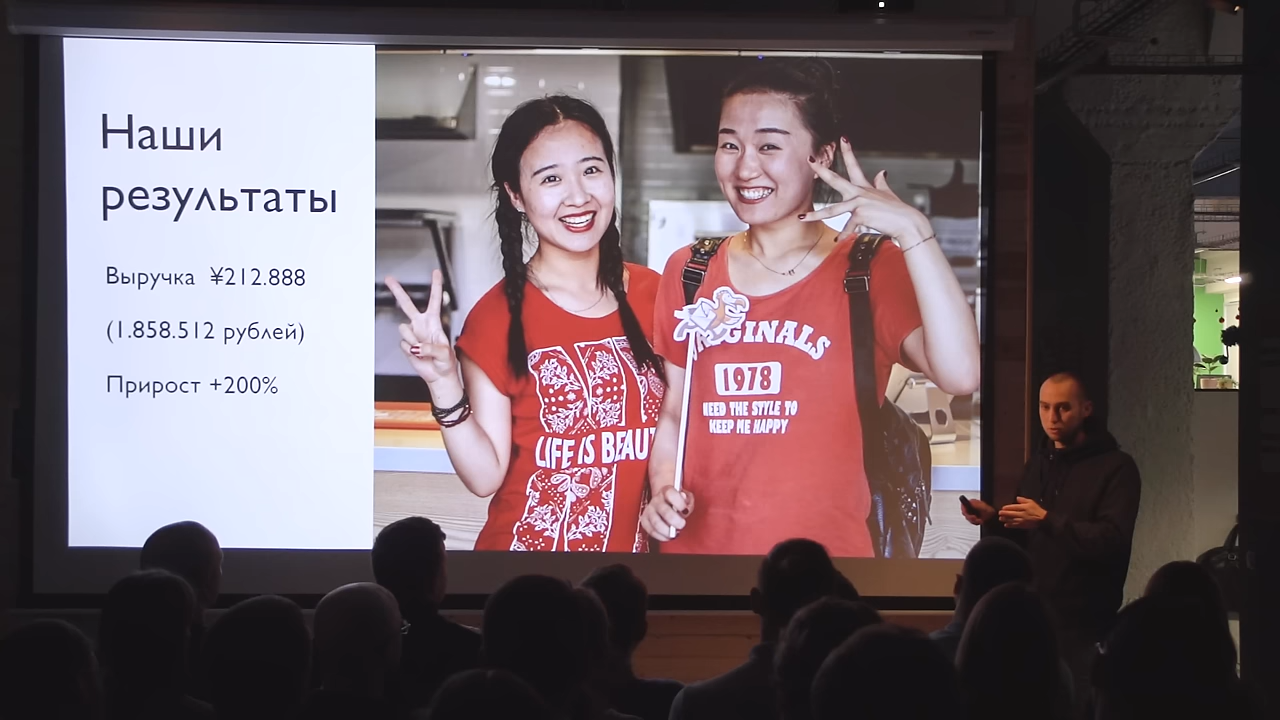 Наши
результаты
Выручка ¥212.888
(1.858.512 рублей)
Прирост +200%
LIFE IS BEAUT
1978
NEED THE STYLE TO
KEEP ME HAPPY